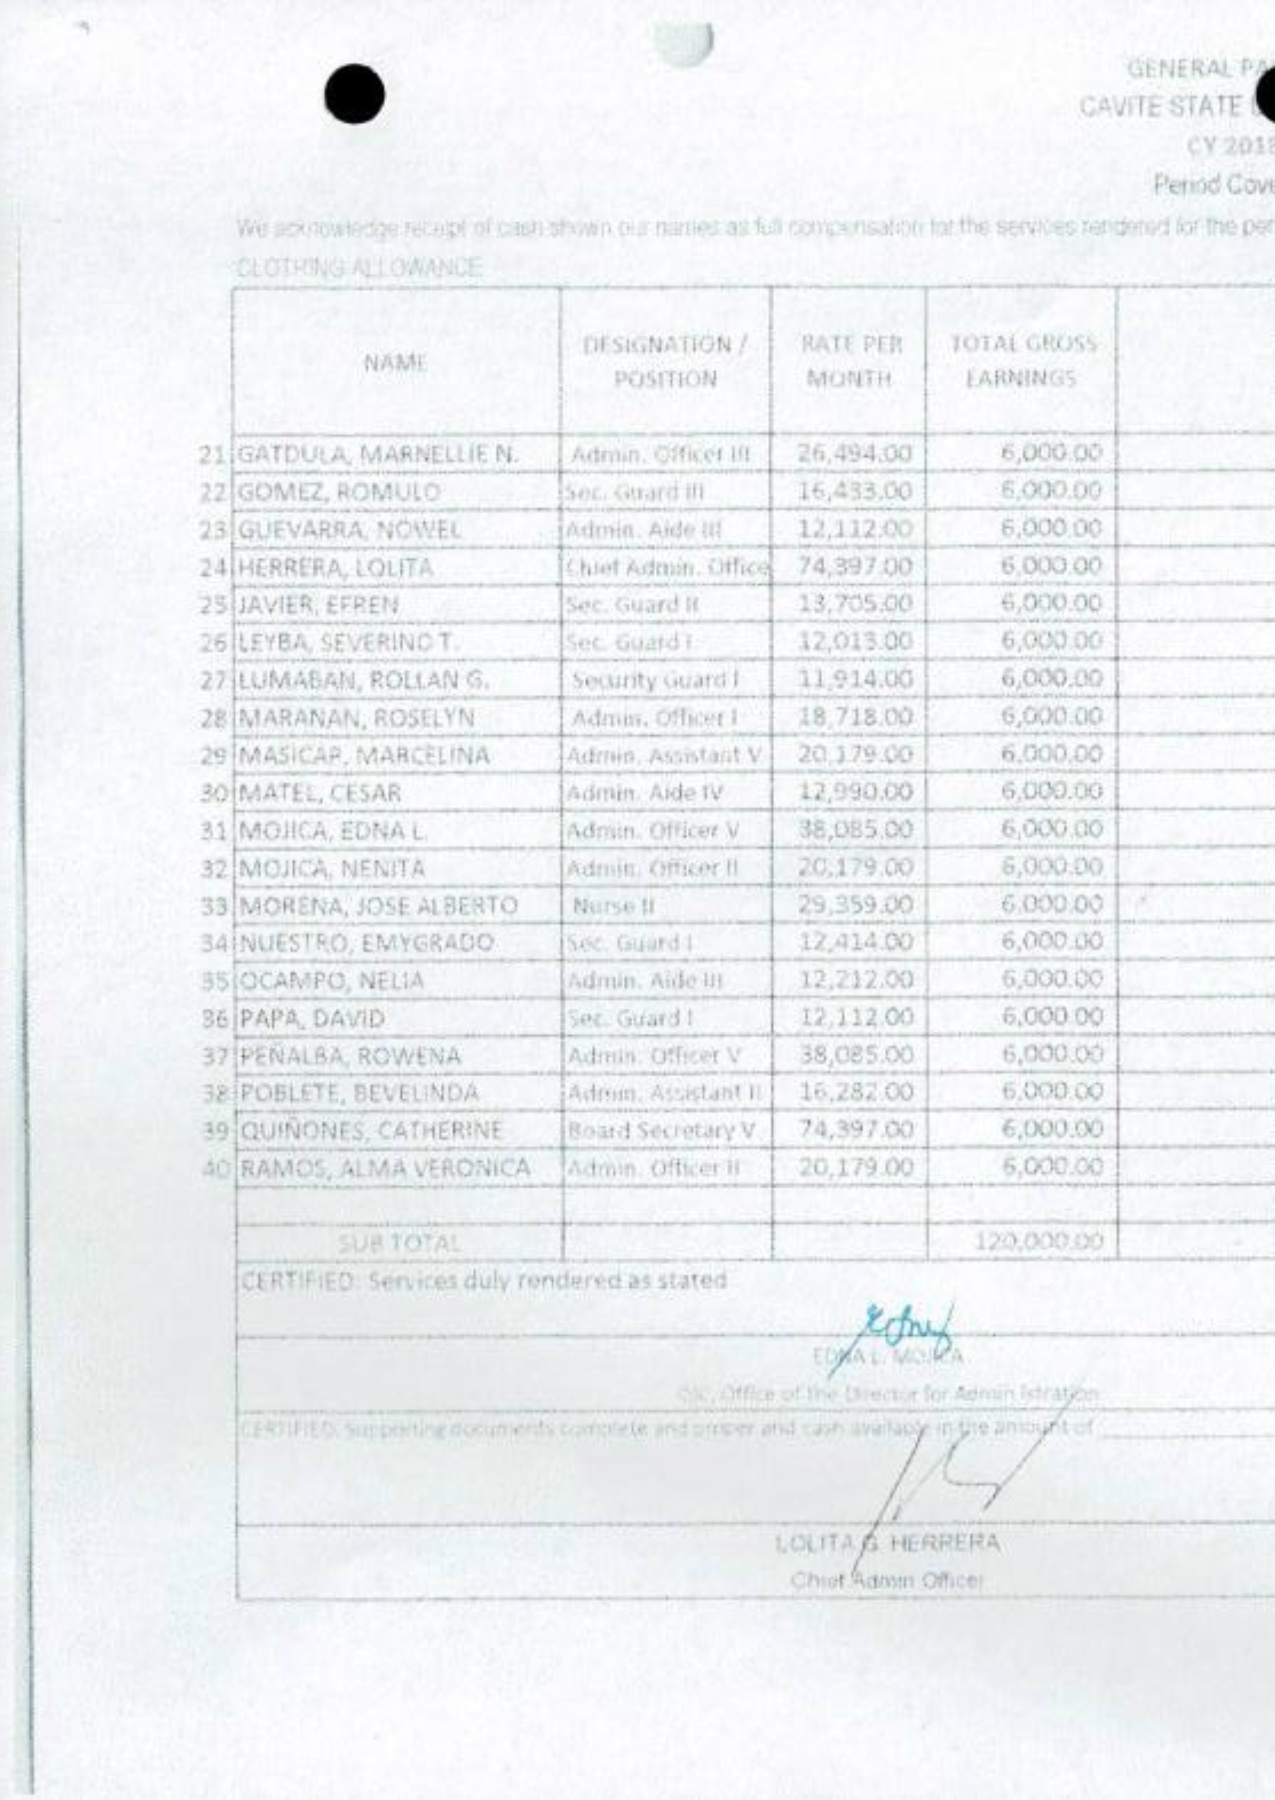 GENERAL PA
CAVITE STATE
CY 2018
Period Cove
We acknowledge receipt of cash shown our names as full compensation for the services rendered for the per
CLOTHING ALLOWANCE
NAME DESIGNATION / POSITION RATE PER MONTH TOTAL GROSS EARNINGS
21 GATDULA, MARNELLIE N. Admin. Officer III 26,494.00 6,000.00
22 GOMEZ, ROMULO Sec. Guard III 16,433.00 6,000.00
23 GUEVARRA, NOWEL Admin. Aide III 12,112.00 6,000.00
24 HERRERA, LOLITA Chief Admin. Office 74,397.00 6,000.00
25 JAVIER, EFREN Sec. Guard II 13,705.00 6,000.00
26 LEYBA, SEVERINO T. Sec. Guard I 12,013.00 6,000.00
27 LUMABAN, ROLLAN G. Security Guard I 11,914.00 6,000.00
28 MARANAN, ROSELYN Admin. Officer I 18,718.00 6,000.00
29 MASICAP, MARCELINA Admin. Assistant V 20,179.00 6,000.00
30 MATEL, CESAR Admin. Aide IV 12,990.00 6,000.00
31 MOJICA, EDNA L. Admin. Officer V 38,085.00 6,000.00
32 MOJICA, NENITA Admin. Officer II 20,179.00 6,000.00
33 MORENA, JOSE ALBERTO Nurse II 29,359.00 6,000.00
34 NUESTRO, EMYGRADO Sec. Guard I 12,414.00 6,000.00
35 OCAMPO, NELIA Admin. Aide III 12,212.00 6,000.00
36 PAPA, DAVID Sec. Guard I 12,112.00 6,000.00
37 PEÑALBA, ROWENA Admin. Officer V 38,085.00 6,000.00
38 POBLETE, BEVELINDA Admin. Assistant II 16,282.00 6,000.00
39 QUIÑONES, CATHERINE Board Secretary V 74,397.00 6,000.00
40 RAMOS, ALMA VERONICA Admin. Officer II 20,179.00 6,000.00
SUB TOTAL 120,000.00
CERTIFIED: Services duly rendered as stated
EDNA L. MOJICA
OIC, Office of the Director for Administration
CERTIFIED: Supporting documents complete and proper and cash available in the amount of
LOLITA G. HERRERA
Chief Admin Officer